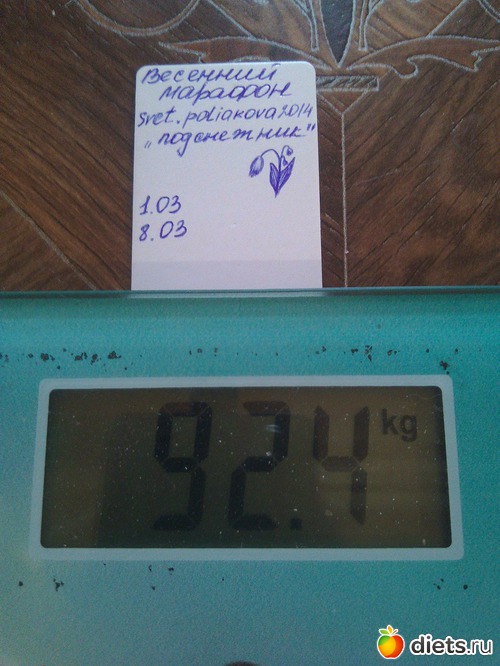 Весенний
марафон
svet.poliakova2014
„подснежник"
1.03
8.03
92.4 kg
diets.ru